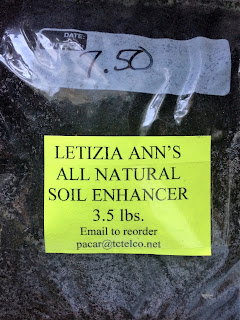 DATE:
7.50
LETIZIA ANN'S
ALL NATURAL
SOIL ENHANCER
3.5 lbs.
Email to reorder
pacar@tctelco.net